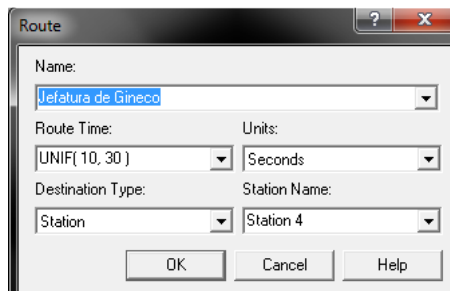 Route
Name:
Jefatura de Gineco
Route Time: Units:
UNIF( 10, 30 ) Seconds
Destination Type: Station Name:
Station Station 4
OK Cancel Help